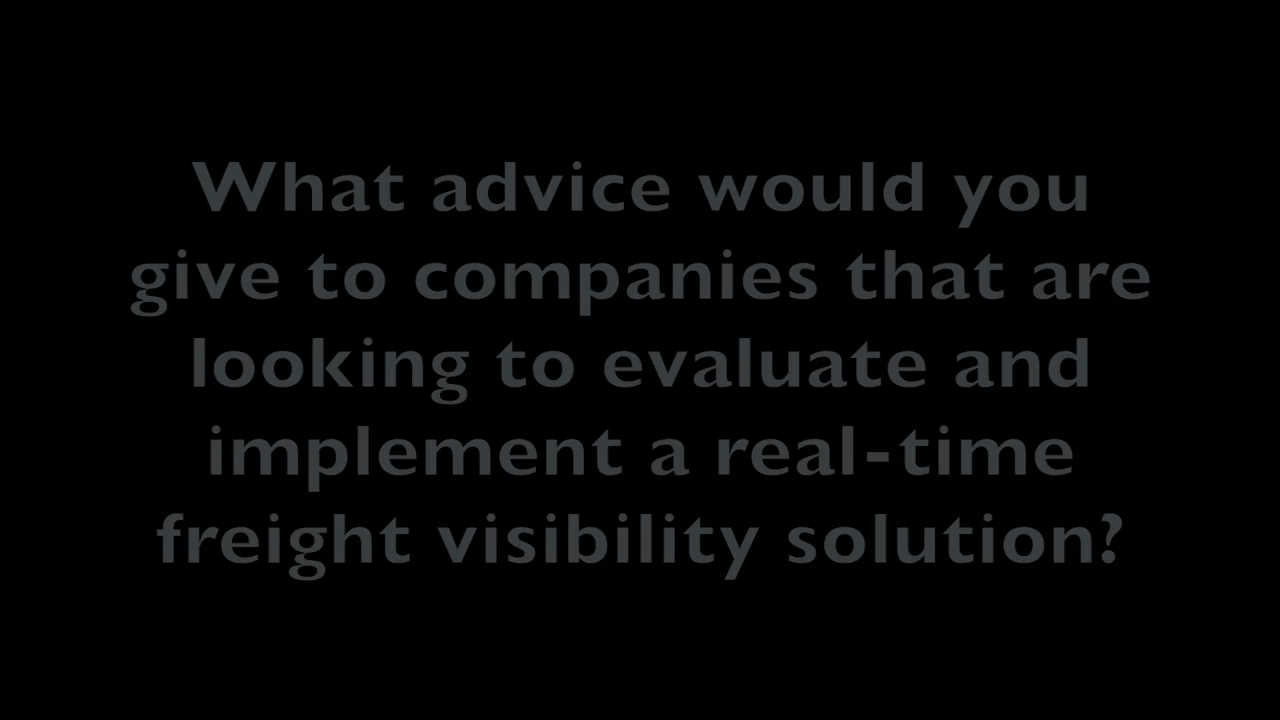 What advice would you
give to companies that are
looking to evaluate and
implement a real-time
freight visibility solution?